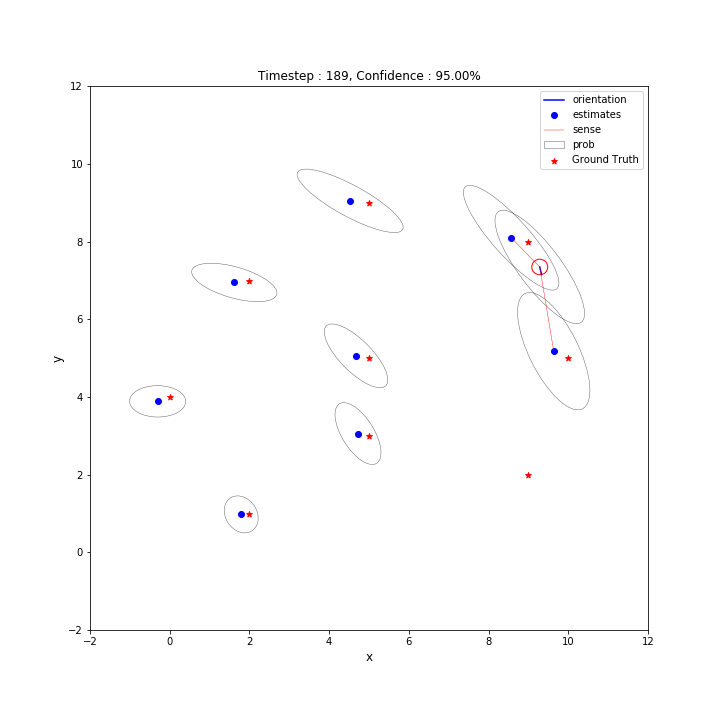 Timestep : 189, Confidence : 95.00%
orientation
estimates
sense
prob
Ground Truth
12
10
8
6
4
2
0
−2
y
−2 0 2 4 6 8 10 12
x